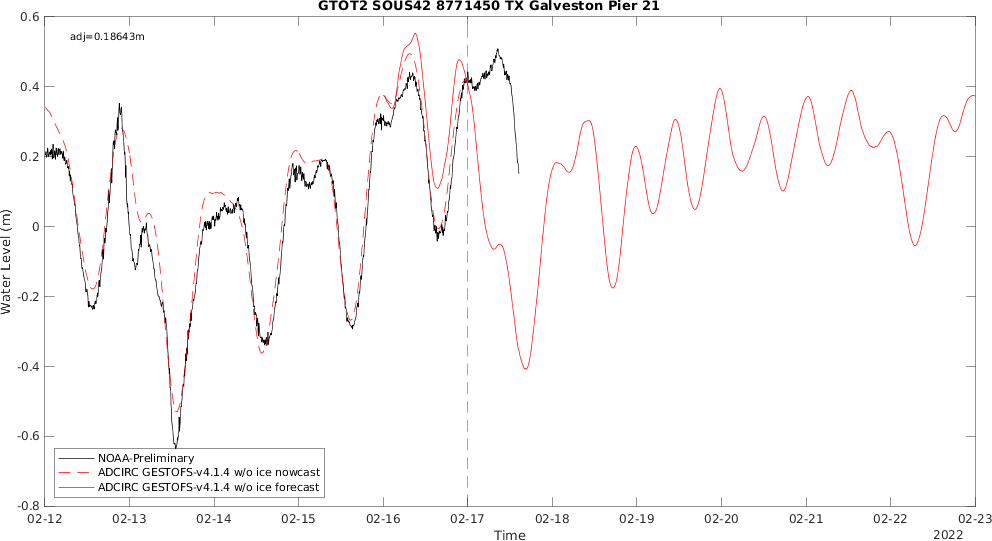 GTOT2 SOUS42 8771450 TX Galveston Pier 21
adj=0.18643m
0.6
0.4
0.2
0
-0.2
-0.4
-0.6
-0.8
Water Level (m)
NOAA-Preliminary
ADCIRC GESTOFS-v4.1.4 w/o ice nowcast
ADCIRC GESTOFS-v4.1.4 w/o ice forecast
02-12 02-13 02-14 02-15 02-16 02-17 02-18 02-19 02-20 02-21 02-22 02-23
Time
2022